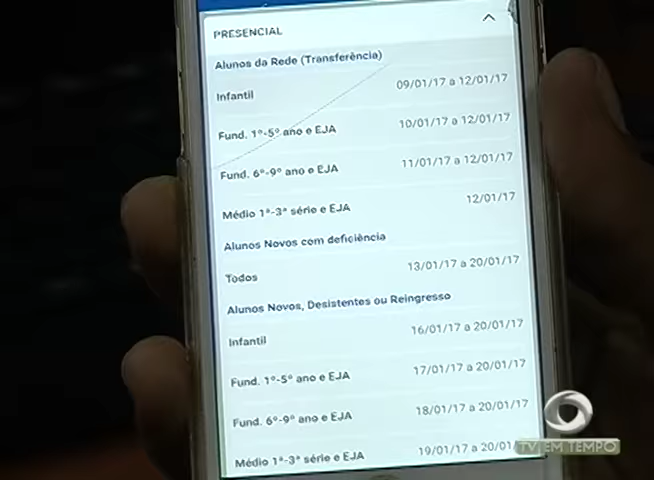 PRESENCIAL
Alunos da Rede (Transferência)
Infantil 09/01/17 a 12/01/17
Fund. 1º-5º ano e EJA 10/01/17 a 12/01/17
Fund. 6º-9º ano e EJA 11/01/17 a 12/01/17
Médio 1ª-3ª série e EJA 12/01/17
Alunos Novos com deficiência
Todos 13/01/17 a 20/01/17
Alunos Novos, Desistentes ou Reingresso
Infantil 16/01/17 a 20/01/17
Fund. 1º-5º ano e EJA 17/01/17 a 20/01/17
Fund. 6º-9º ano e EJA 18/01/17 a 20/01/17
Médio 1ª-3ª série e EJA 19/01/17 a 20/01/
TV EM TEMPO